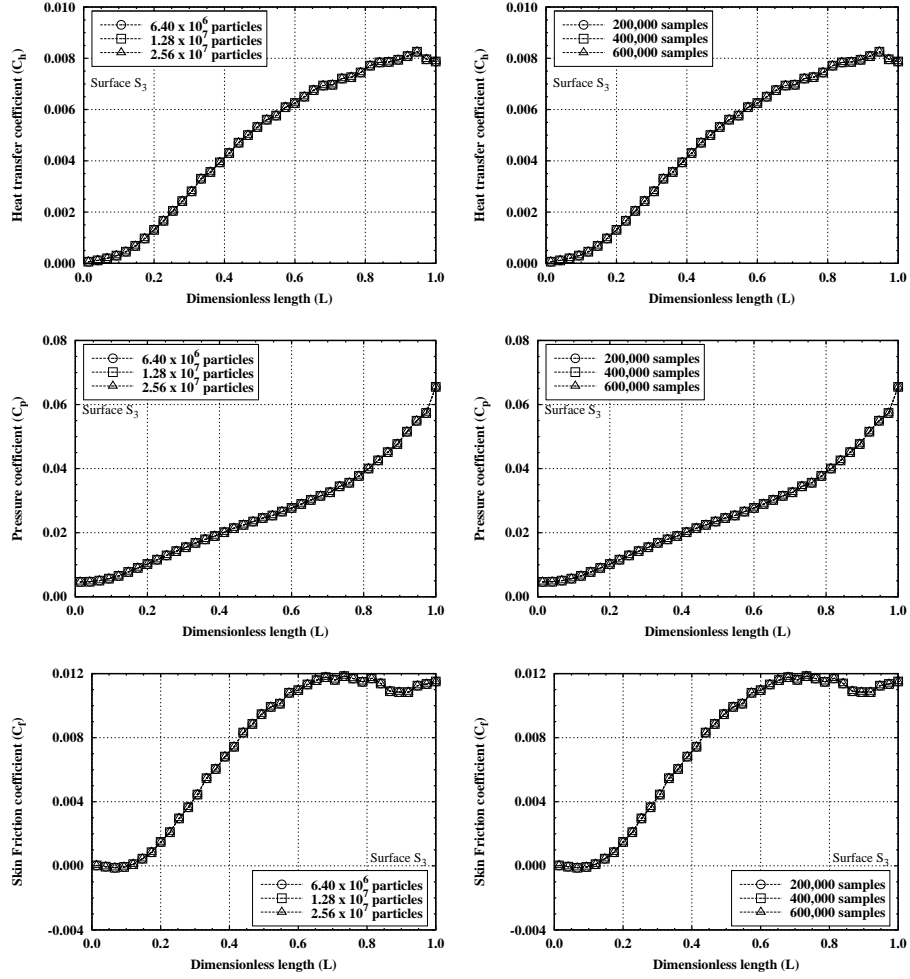 Heat transfer coefficient (Ch)
0.010
0.008
0.006
0.004
0.002
0.000
6.40 x 10^6 particles
1.28 x 10^7 particles
2.56 x 10^7 particles
Surface S3
0.0 0.2 0.4 0.6 0.8 1.0
Dimensionless length (L)
Heat transfer coefficient (Ch)
0.010
0.008
0.006
0.004
0.002
0.000
200,000 samples
400,000 samples
600,000 samples
Surface S3
0.0 0.2 0.4 0.6 0.8 1.0
Dimensionless length (L)
Pressure coefficient (Cp)
0.08
0.06
0.04
0.02
0.00
6.40 x 10^6 particles
1.28 x 10^7 particles
2.56 x 10^7 particles
Surface S3
0.0 0.2 0.4 0.6 0.8 1.0
Dimensionless length (L)
Pressure coefficient (Cp)
0.08
0.06
0.04
0.02
0.00
200,000 samples
400,000 samples
600,000 samples
Surface S3
0.0 0.2 0.4 0.6 0.8 1.0
Dimensionless length (L)
Skin Friction coefficient (Cf)
0.012
0.008
0.004
0.000
-0.004
Surface S3
6.40 x 10^6 particles
1.28 x 10^7 particles
2.56 x 10^7 particles
0.0 0.2 0.4 0.6 0.8 1.0
Dimensionless length (L)
Skin Friction coefficient (Cf)
0.012
0.008
0.004
0.000
-0.004
Surface S3
200,000 samples
400,000 samples
600,000 samples
0.0 0.2 0.4 0.6 0.8 1.0
Dimensionless length (L)